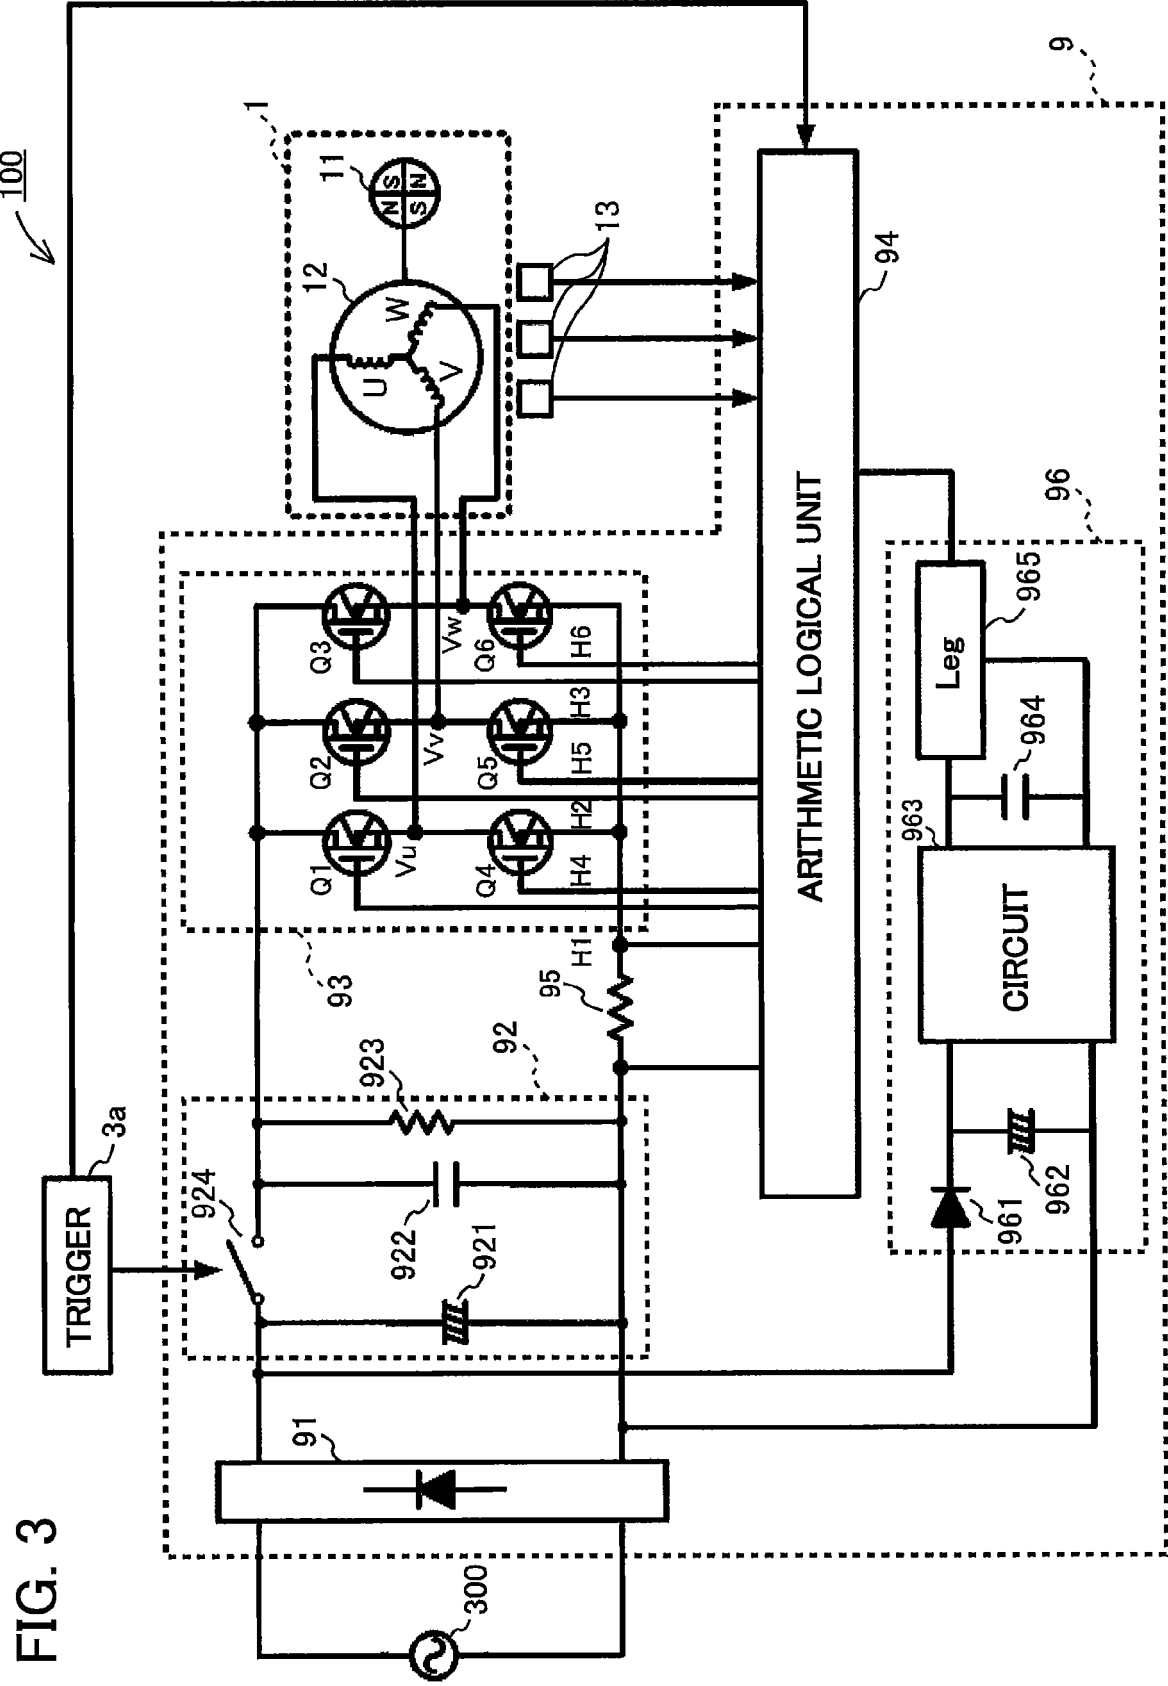 FIG. 3
100
TRIGGER
3a
1
11
N
S
S
N
12
U
V
W
13
9
93
Q1
Q2
Q3
Vu
Vv
Vw
Q4
Q5
Q6
H1
H4
H2
H5
H3
H6
92
924
923
922
921
95
91
300
ARITHMETIC LOGICAL UNIT
94
96
961
962
963
CIRCUIT
964
Leg
965